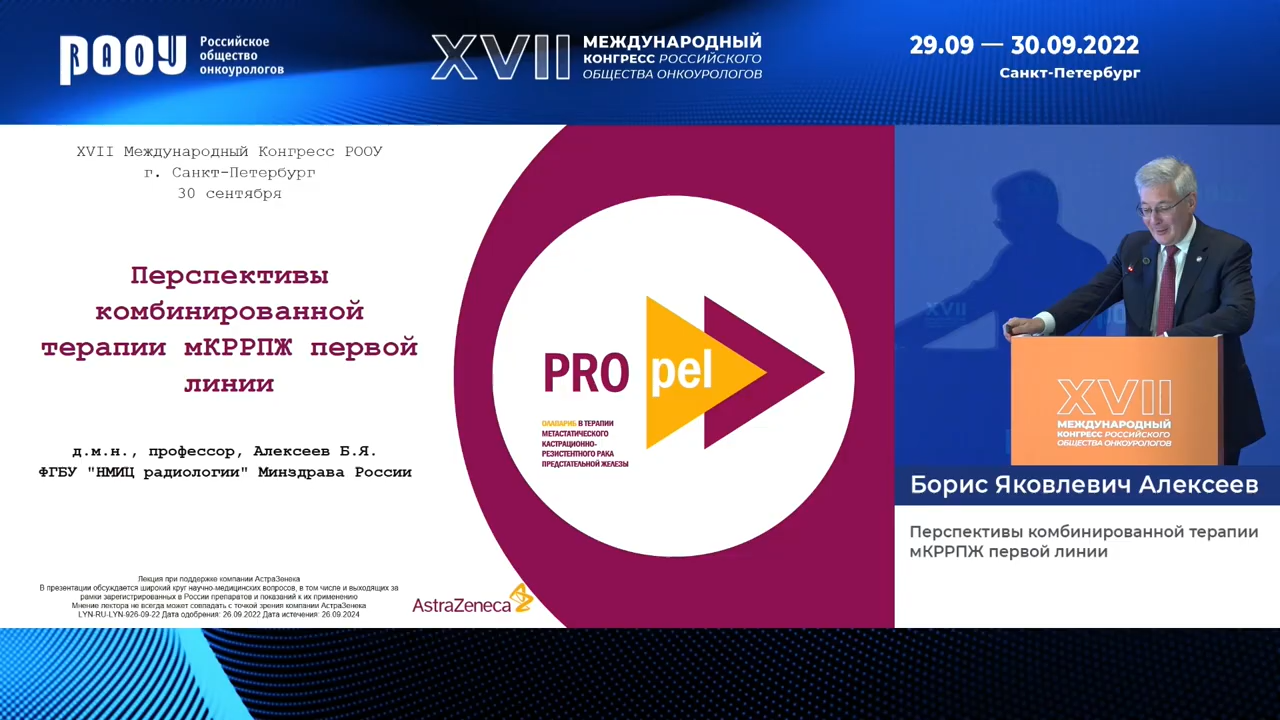 РООУ
Российское
общество
онкоурологов
XVII
МЕЖДУНАРОДНЫЙ
КОНГРЕСС РОССИЙСКОГО
ОБЩЕСТВА ОНКОУРОЛОГОВ
29.09 — 30.09.2022
Санкт-Петербург
XVII Международный Конгресс РООУ
г. Санкт-Петербург
30 сентября
Перспективы
комбинированной
терапии мКРРПЖ первой
линии
д.м.н., профессор, Алексеев Б.Я.
ФГБУ "НМИЦ радиологии" Минздрава России
Лекция при поддержке компании АстраЗенека
В презентации обсуждается широкий круг научно-медицинских вопросов, в том числе и выходящих за
рамки зарегистрированных в России препаратов и показаний к их применению
Мнение лектора не всегда может совпадать с точкой зрения компании АстраЗенека
LYN-RU-LYN-926-09-22 Дата одобрения: 26.09.2022 Дата истечения: 26.09.2024
AstraZeneca
PROpel
ОЛАПАРИБ В ТЕРАПИИ
МЕТАСТАТИЧЕСКОГО
КАСТРАЦИОННО-
РЕЗИСТЕНТНОГО РАКА
ПРЕДСТАТЕЛЬНОЙ ЖЕЛЕЗЫ
XVII
XVII
МЕЖДУНАРОДНЫЙ
КОНГРЕСС РОССИЙСКОГО
ОБЩЕСТВА ОНКОУРОЛОГОВ
Борис Яковлевич Алексеев
Перспективы комбинированной терапии
мКРРПЖ первой линии